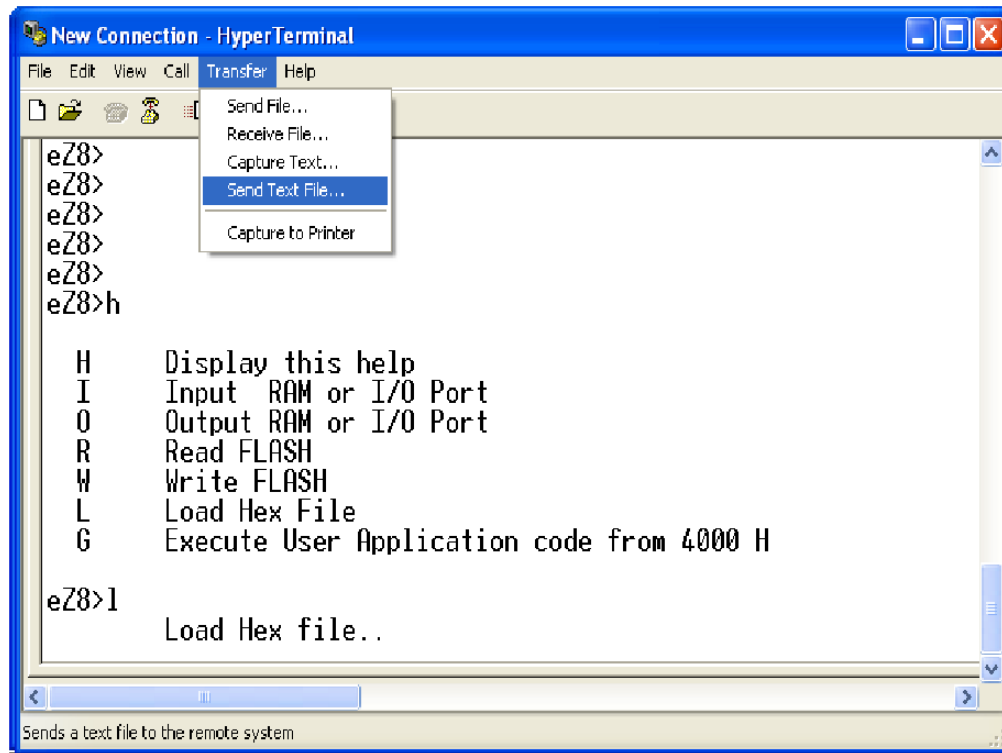 New Connection - HyperTerminal
File Edit View Call Transfer Help
Send File...
Receive File...
Capture Text...
Send Text File...
Capture to Printer
eZ8>
eZ8>
eZ8>
eZ8>
eZ8>
eZ8>h
H Display this help
I Input RAM or I/O Port
O Output RAM or I/O Port
R Read FLASH
W Write FLASH
L Load Hex File
G Execute User Application code from 4000 H
eZ8>l
Load Hex file..
Sends a text file to the remote system